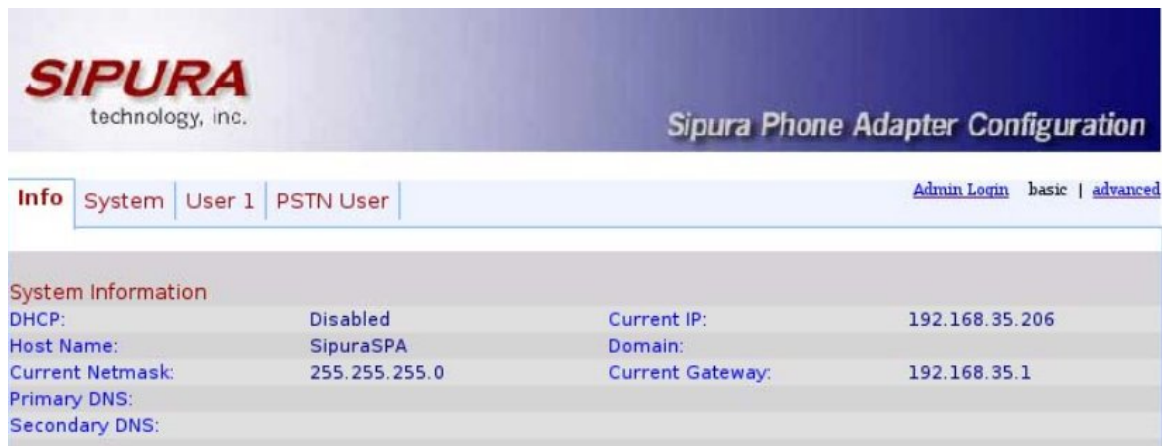 SIPURA
technology, inc.
Sipura Phone Adapter Configuration
Info System User 1 PSTN User Admin Login basic | advanced
System Information
DHCP: Disabled Current IP: 192.168.35.206
Host Name: SipuraSPA Domain:
Current Netmask: 255.255.255.0 Current Gateway: 192.168.35.1
Primary DNS:
Secondary DNS: